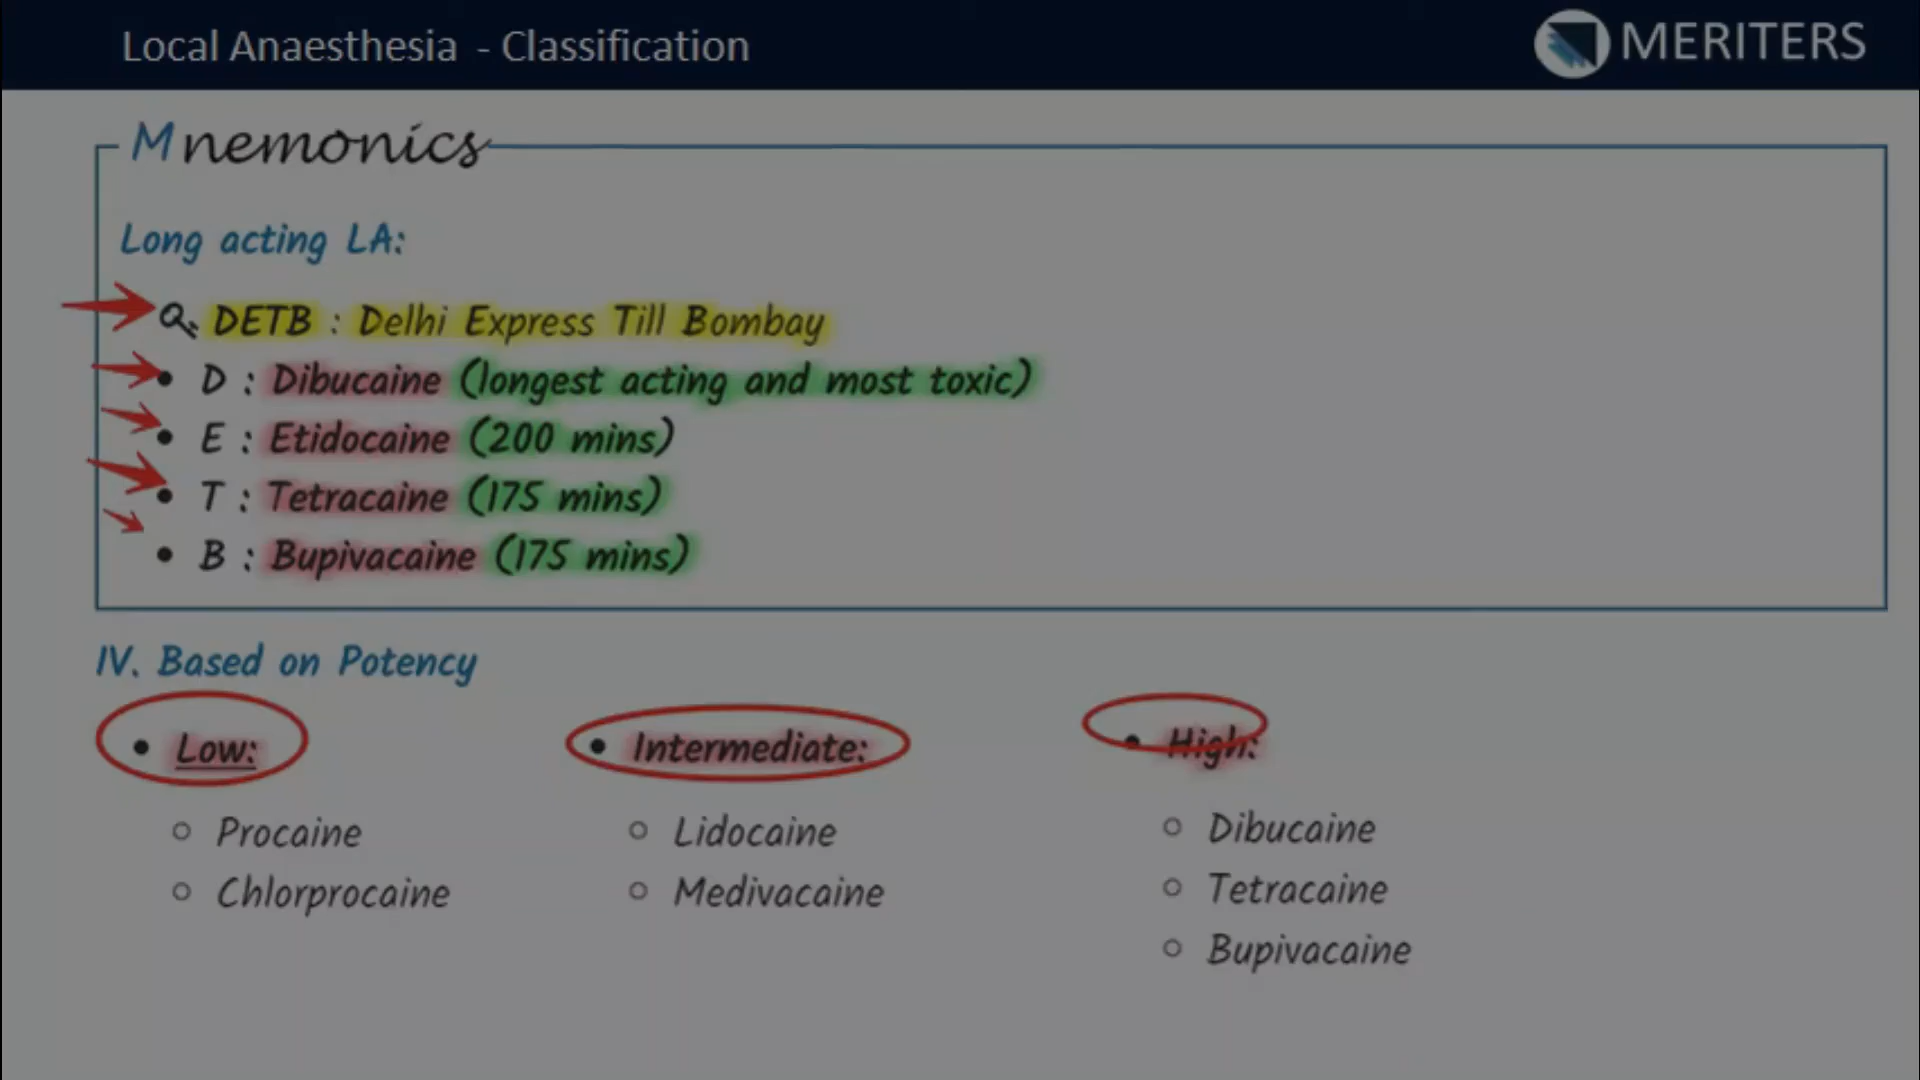 Local Anaesthesia - Classification
MERITERS
Mnemonics
Long acting LA:
DETB : Delhi Express Till Bombay
• D : Dibucaine (longest acting and most toxic)
• E : Etidocaine (200 mins)
• T : Tetracaine (175 mins)
• B : Bupivacaine (175 mins)
IV. Based on Potency
• Low:
○ Procaine
○ Chlorprocaine
• Intermediate:
○ Lidocaine
○ Medivacaine
• High:
○ Dibucaine
○ Tetracaine
○ Bupivacaine